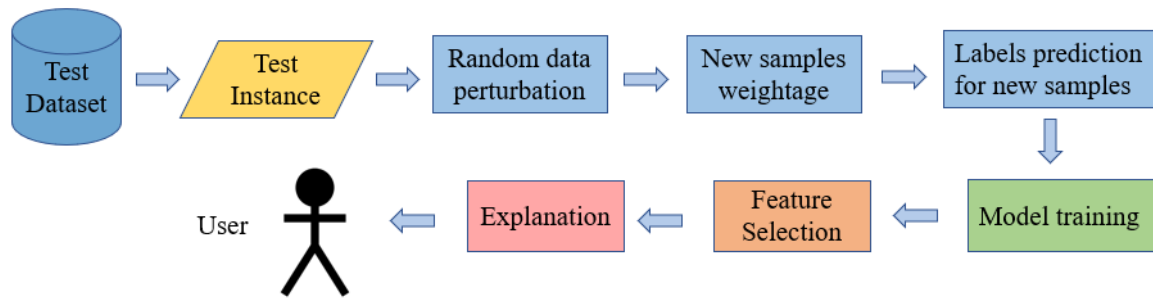 Test
Dataset
Test
Instance
Random data
perturbation
New samples
weightage
Labels prediction
for new samples
User
Explanation
Feature
Selection
Model training